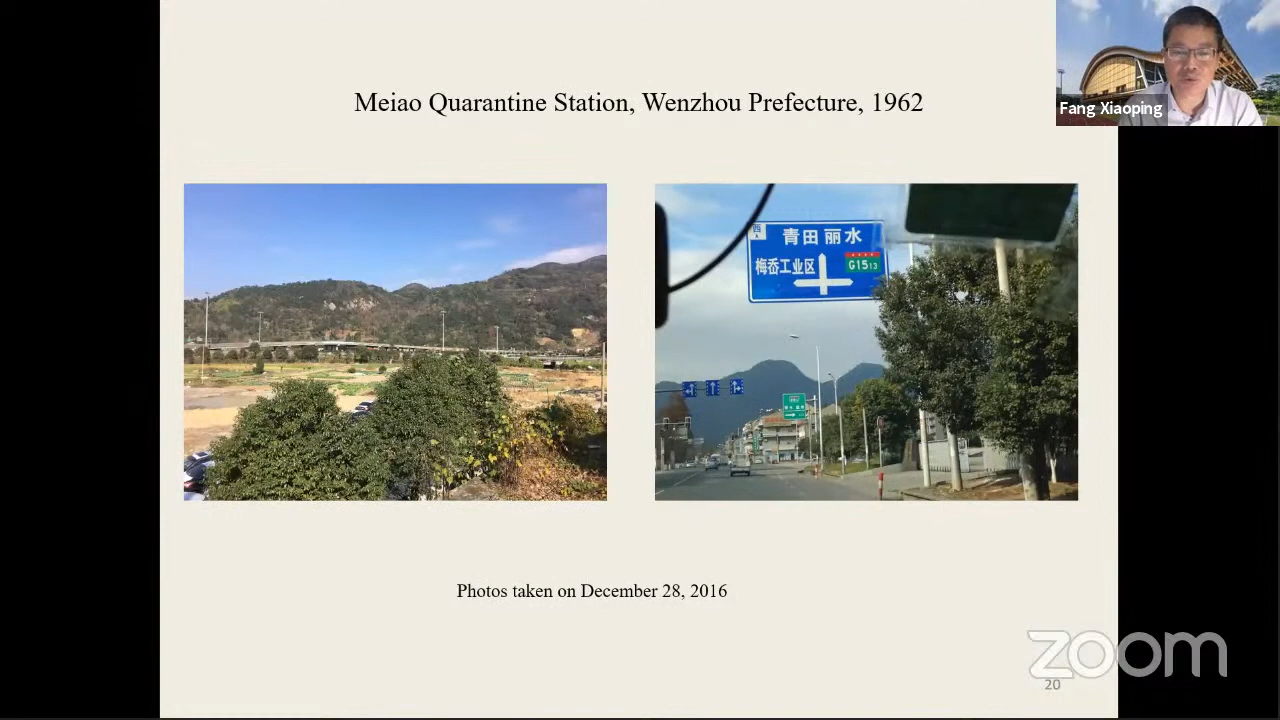 Meiao Quarantine Station, Wenzhou Prefecture, 1962
Fang Xiaoping
青田 丽水
梅岙工业区
G1513
Photos taken on December 28, 2016
zoom
20